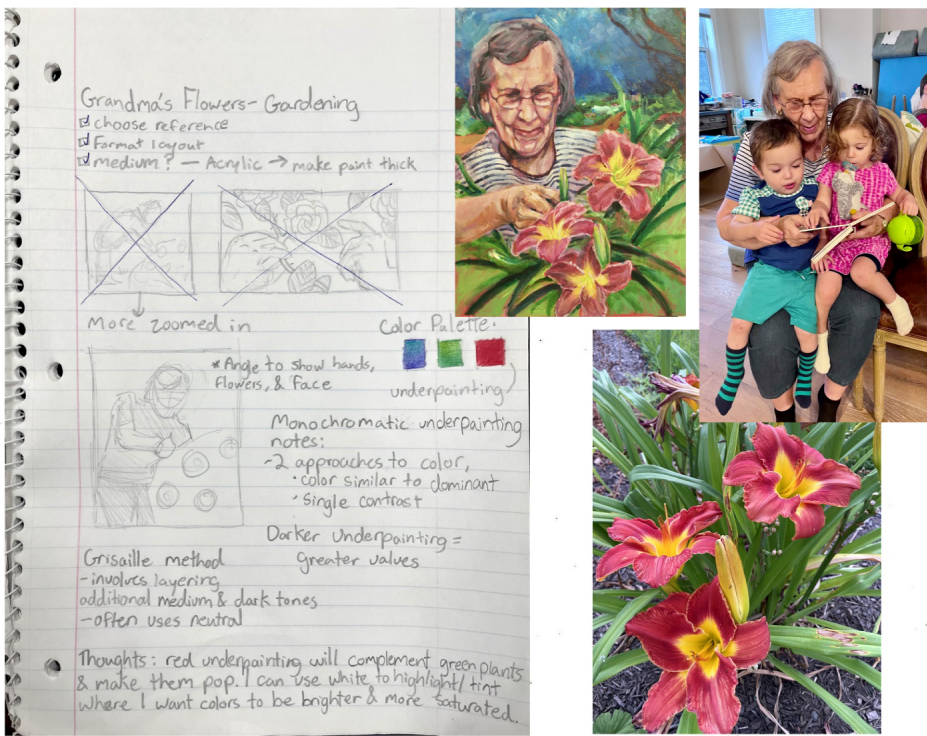 Grandma's Flowers - Gardening
choose reference
Format layout
medium? — Acrylic → make paint thick
More zoomed in
Color Palette:
* Angle to show hands,
flowers, & face
underpainting
Monochromatic underpainting
notes:
-2 approaches to color,
• color similar to dominant
• single contrast
Darker Underpainting =
greater values
Grisaille method
- involves layering
additional medium & dark tones
- often uses neutral
Thoughts: red underpainting will complement green plants
& make them pop. I can use white to highlight/tint
where I want colors to be brighter & more saturated.